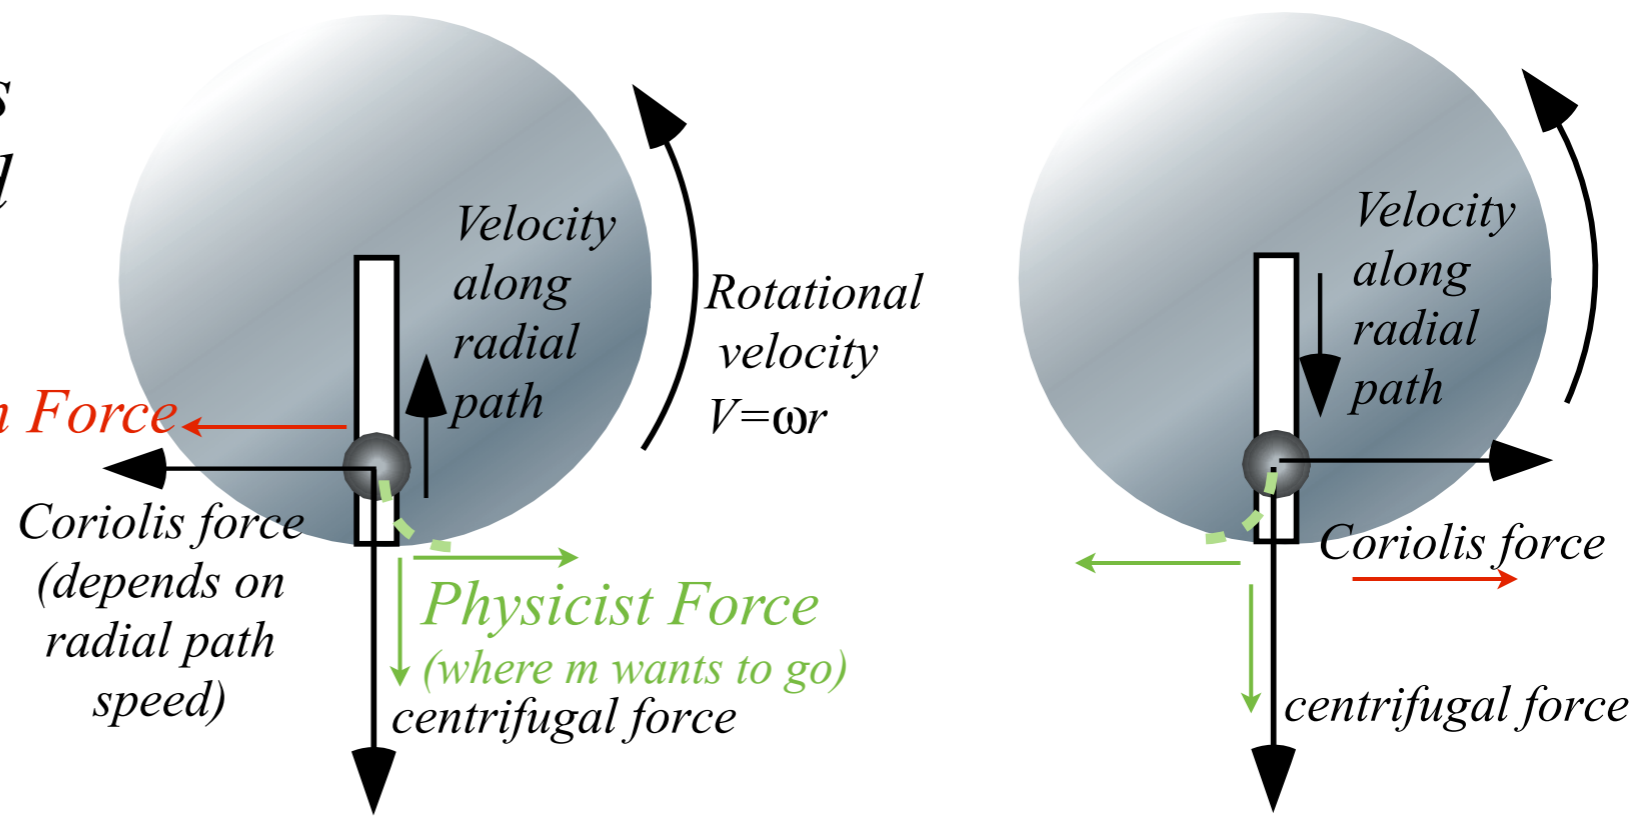 Velocity
along
radial
path
Rotational
velocity
V=ωr
Force
Coriolis force
(depends on
radial path
speed)
Physicist Force
(where m wants to go)
centrifugal force
Velocity
along
radial
path
Coriolis force
centrifugal force